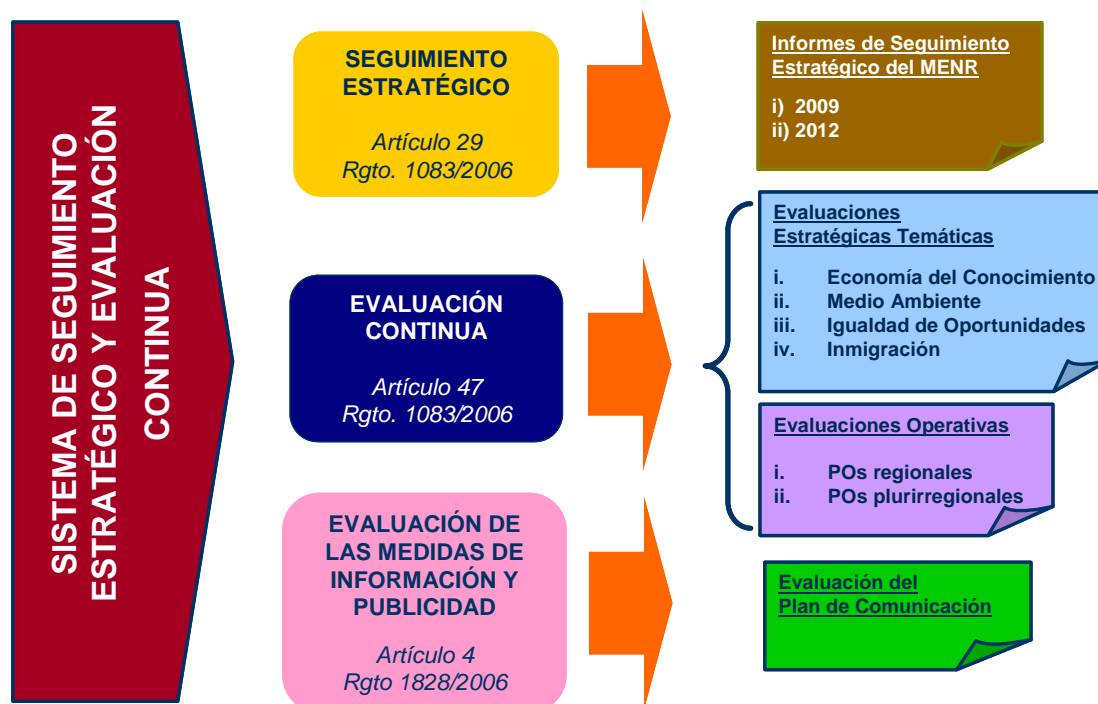 SISTEMA DE SEGUIMIENTO
ESTRATÉGICO Y EVALUACIÓN
CONTINUA
SEGUIMIENTO
ESTRATÉGICO
Artículo 29
Rgto. 1083/2006
Informes de Seguimiento
Estratégico del MENR
i) 2009
ii) 2012
EVALUACIÓN
CONTINUA
Artículo 47
Rgto. 1083/2006
Evaluaciones
Estratégicas Temáticas
i. Economía del Conocimiento
ii. Medio Ambiente
iii. Igualdad de Oportunidades
iv. Inmigración
Evaluaciones Operativas
i. POs regionales
ii. POs plurirregionales
EVALUACIÓN DE
LAS MEDIDAS DE
INFORMACIÓN Y
PUBLICIDAD
Artículo 4
Rgto 1828/2006
Evaluación del
Plan de Comunicación